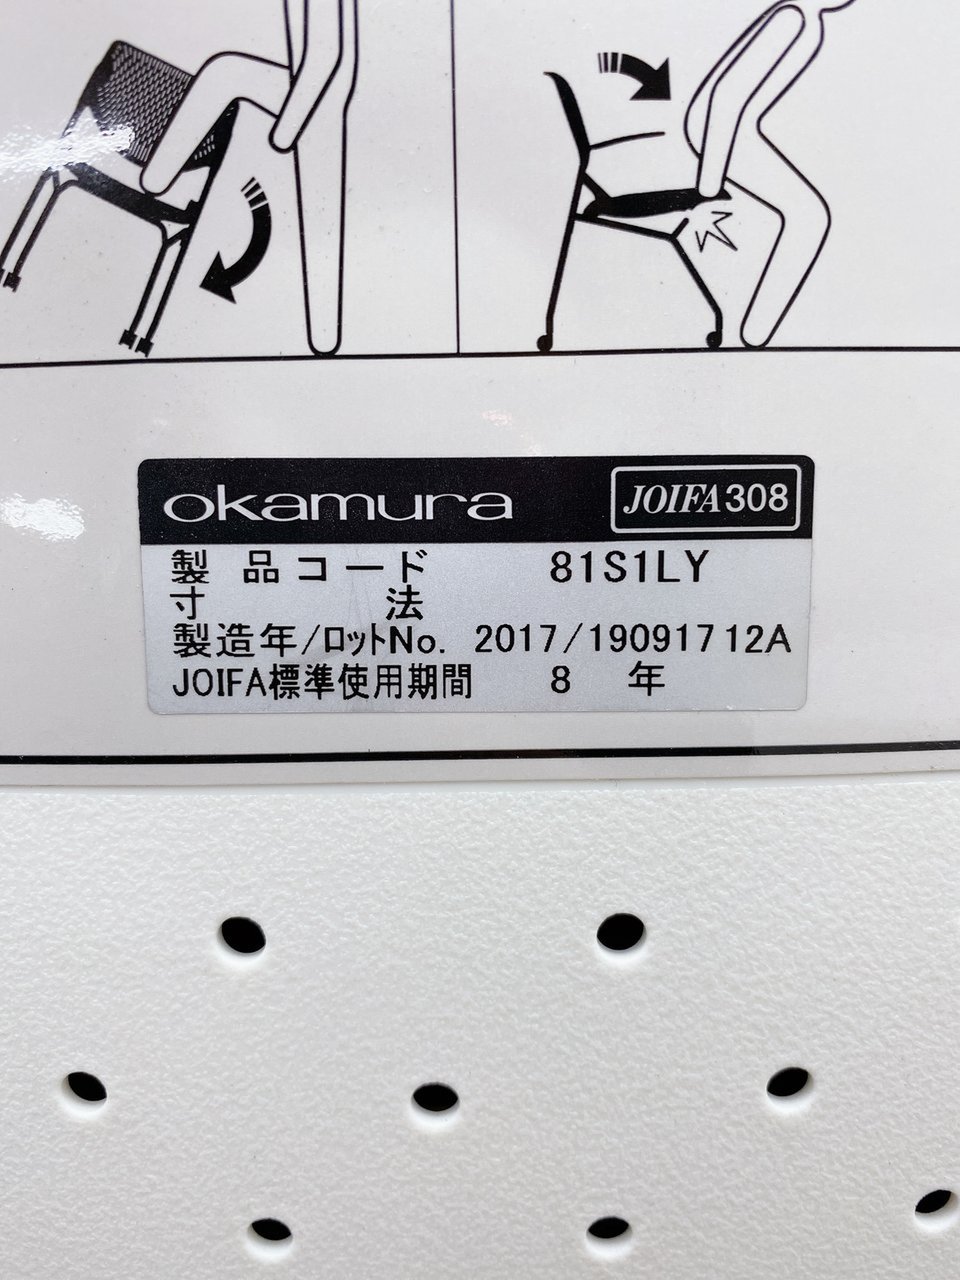 okamura JOIFA308
製品コード 81S1LY
寸法
製造年/ロットNo. 2017/19091712A
JOIFA標準使用期間 8 年